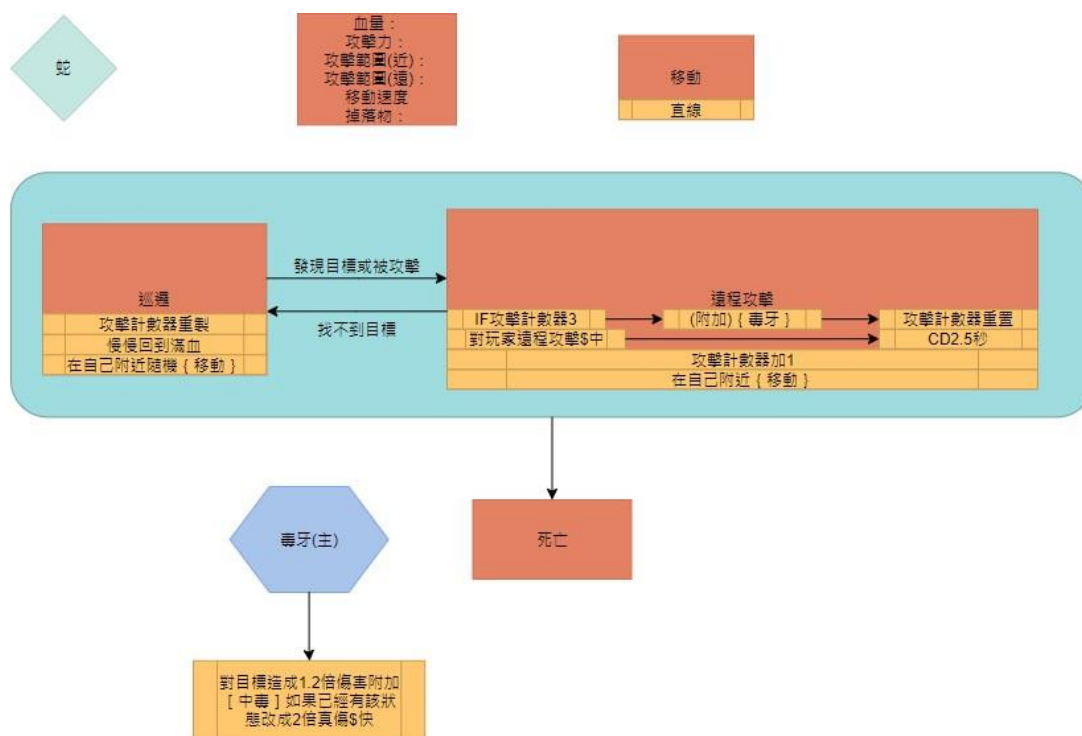 蛇
血量：
攻擊力：
攻擊範圍(近)：
攻擊範圍(遠)：
移動速度
掉落物：
移動
直線
巡邏
攻擊計數器重製
慢慢回到滿血
在自己附近隨機{移動}
發現目標或被攻擊
找不到目標
遠程攻擊
IF攻擊計數器3
(附加){毒牙}
攻擊計數器重置
對玩家遠程攻擊$中
CD2.5秒
攻擊計數器加1
在自己附近{移動}
毒牙(主)
死亡
對目標造成1.2倍傷害附加
[中毒]如果已經有該狀
態改成2倍真傷$快